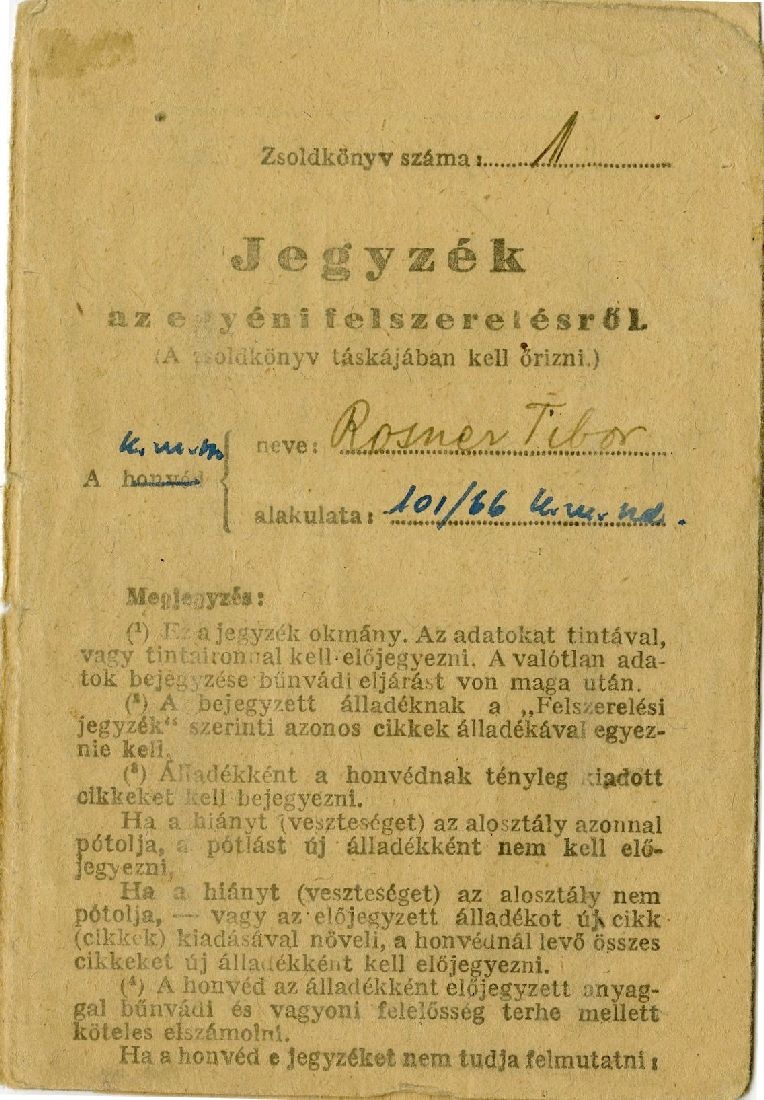 Zsoldkönyv száma: 1
Jegyzék
az egyéni felszerelésről.
(A zsoldkönyv táskájában kell őrizni.)
A honvéd
neve: Rosner Tibor
alakulata: 101/66
Megjegyzés:
(¹) Ez a jegyzék okmány. Az adatokat tintával,
vagy tintaironnal kell előjegyezni. A valótlan ada-
tok bejegyzése bűnvádi eljárást von maga után.
(²) A bejegyzett álladéknak a „Felszerelési
jegyzék“ szerinti azonos cikkek álladékával egyez-
nie kell.
(³) Álladékként a honvédnak tényleg kiadott
cikkeket kell bejegyezni.
Ha a hiányt (veszteséget) az alosztály azonnal
pótolja, a pótlást új álladékként nem kell elő-
jegyezni,
Ha a hiányt (veszteséget) az alosztály nem
pótolja, — vagy az előjegyzett álladékot új cikk
(cikkek) kiadásával növeli, a honvédnál levő összes
cikkeket új álladékként kell előjegyezni.
(⁴) A honvéd az álladékként előjegyzett anyag-
gal bűnvádi és vagyoni felelősség terhe mellett
köteles elszámolni.
Ha a honvéd e jegyzéket nem tudja felmutatni: